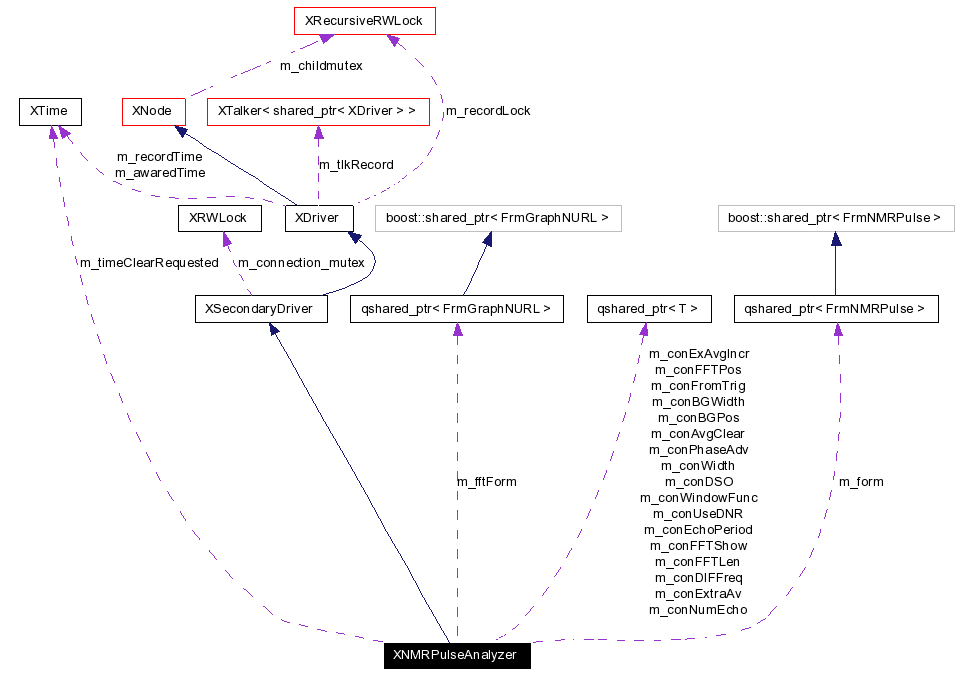 XRecursiveRWLock
m_childmutex
XTime
XNode
XTalker< shared_ptr< XDriver > >
m_recordLock
m_recordTime
m_awaredTime
m_tlkRecord
XRWLock
XDriver
boost::shared_ptr< FrmGraphNURL >
boost::shared_ptr< FrmNMRPulse >
m_timeClearRequested
m_connection_mutex
XSecondaryDriver
qshared_ptr< FrmGraphNURL >
qshared_ptr< T >
qshared_ptr< FrmNMRPulse >
m_conExAvgIncr
m_conFFTPos
m_conFromTrig
m_conBGWidth
m_conBGPos
m_conAvgClear
m_conPhaseAdv
m_conWidth
m_conDSO
m_conWindowFunc
m_conUseDNR
m_conEchoPeriod
m_conFFTShow
m_conFFTLen
m_conDIFFreq
m_conExtraAv
m_conNumEcho
m_fftForm
m_form
XNMRPulseAnalyzer